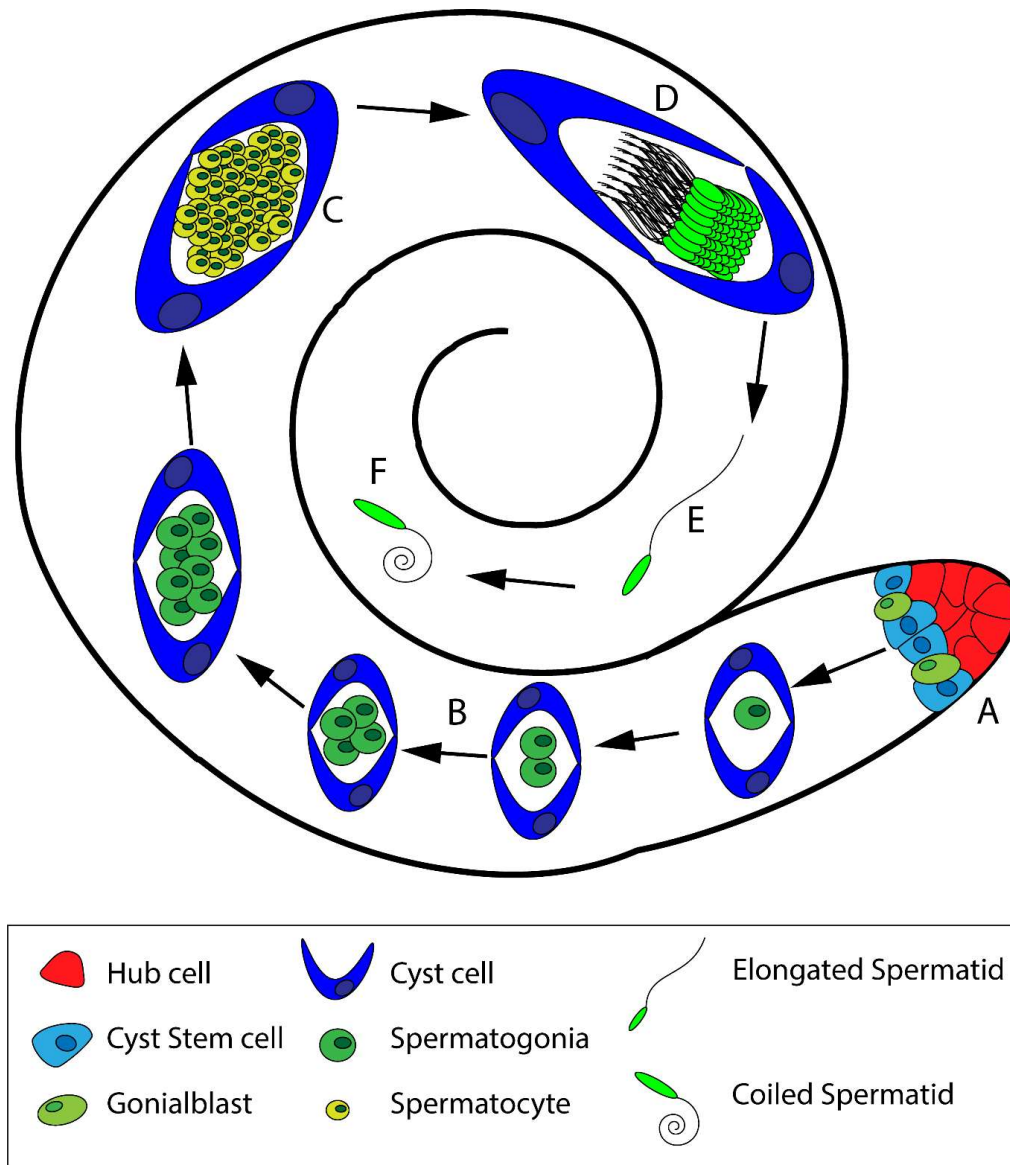 D
C
F
E
B
A
Hub cell
Cyst cell
Elongated Spermatid
Cyst Stem cell
Spermatogonia
Gonialblast
Spermatocyte
Coiled Spermatid